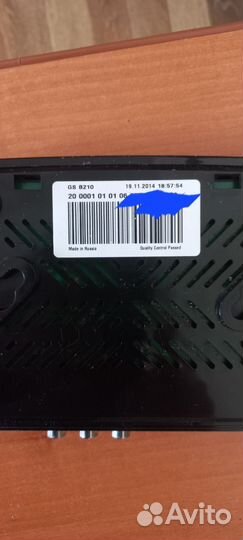 GS 8210 19.11.2014 18:57:54
20 0001 01 01 06
Made in Russia Quality Control Passed
Avito